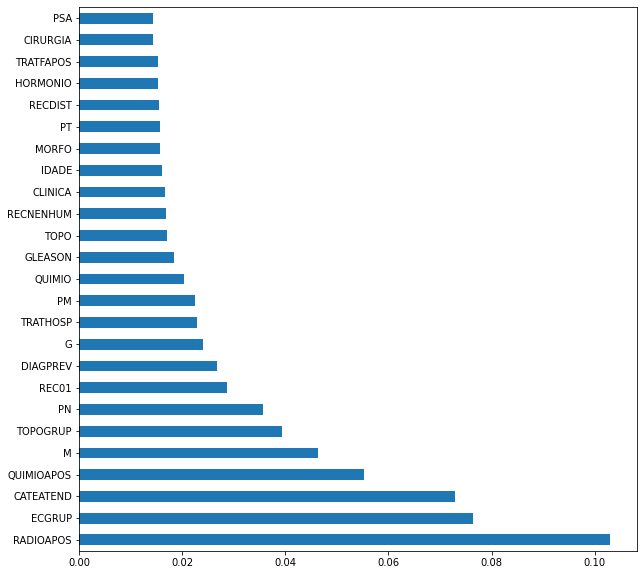 PSA
CIRURGIA
TRATFAPOS
HORMONIO
RECDIST
PT
MORFO
IDADE
CLINICA
RECNENHUM
TOPO
GLEASON
QUIMIO
PM
TRATHOSP
G
DIAGPREV
REC01
PN
TOPOGRUP
M
QUIMIOAPOS
CATEATEND
ECGRUP
RADIOAPOS
0.00 0.02 0.04 0.06 0.08 0.10